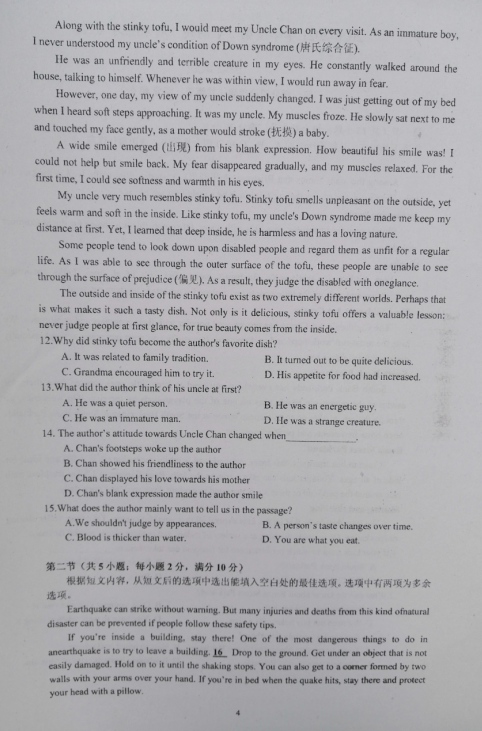 Along with the stinky tofu, I would meet my Uncle Chan on every visit. As an immature boy,
I never understood my uncle's condition of Down syndrome (唐氏综合征).
He was an unfriendly and terrible creature in my eyes. He constantly walked around the
house, talking to himself. Whenever he was within view, I would run away in fear.
However, one day, my view of my uncle suddenly changed. I was just getting out of my bed
when I heard soft steps approaching. It was my uncle. My muscles froze. He slowly sat next to me
and touched my face gently, as a mother would stroke (抚摸) a baby.
A wide smile emerged (出现) from his blank expression. How beautiful his smile was! I
could not help but smile back. My fear disappeared gradually, and my muscles relaxed. For the
first time, I could see softness and warmth in his eyes.
My uncle very much resembles stinky tofu. Stinky tofu smells unpleasant on the outside, yet
feels warm and soft in the inside. Like stinky tofu, my uncle's Down syndrome made me keep my
distance at first. Yet, I learned that deep inside, he is harmless and has a loving nature.
Some people tend to look down upon disabled people and regard them as unfit for a regular
life. As I was able to see through the outer surface of the tofu, these people are unable to see
through the surface of prejudice (偏见). As a result, they judge the disabled with oneglance.
The outside and inside of the stinky tofu exist as two extremely different worlds. Perhaps that
is what makes it such a tasty dish. Not only is it delicious, stinky tofu offers a valuable lesson:
never judge people at first glance, for true beauty comes from the inside.
12.Why did stinky tofu become the author's favorite dish?
A. It was related to family tradition. B. It turned out to be quite delicious.
C. Grandma encouraged him to try it. D. His appetite for food had increased.
13.What did the author think of his uncle at first?
A. He was a quiet person. B. He was an energetic guy.
C. He was an immature man. D. He was a strange creature.
14. The author's attitude towards Uncle Chan changed when____________.
A. Chan's footsteps woke up the author
B. Chan showed his friendliness to the author
C. Chan displayed his love towards his mother
D. Chan's blank expression made the author smile
15.What does the author mainly want to tell us in the passage?
A.We shouldn't judge by appearances. B. A person's taste changes over time.
C. Blood is thicker than water. D. You are what you eat.
第二节（共 5 小题；每小题 2 分，满分 10 分）
根据短文内容，从短文后的选项中选出能填入空白处的最佳选项。选项中有两项为多余
选项。
Earthquake can strike without warning. But many injuries and deaths from this kind ofnatural
disaster can be prevented if people follow these safety tips.
If you're inside a building, stay there! One of the most dangerous things to do in
anearthquake is to try to leave a building. 16 Drop to the ground. Get under an object that is not
easily damaged. Hold on to it until the shaking stops. You can also get to a corner formed by two
walls with your arms over your hand. If you're in bed when the quake hits, stay there and protect
your head with a pillow.
4